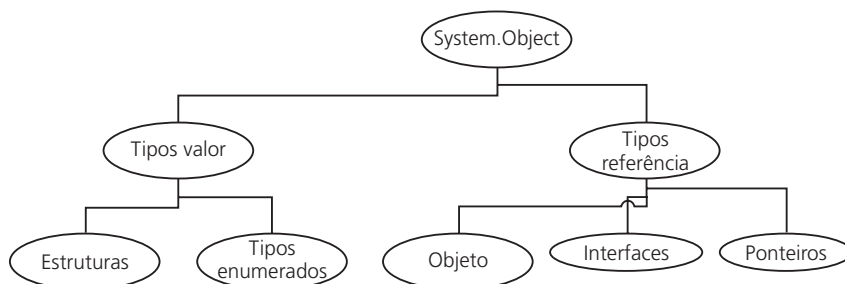 System.Object
Tipos valor
Tipos
referência
Estruturas
Tipos
enumerados
Objeto
Interfaces
Ponteiros